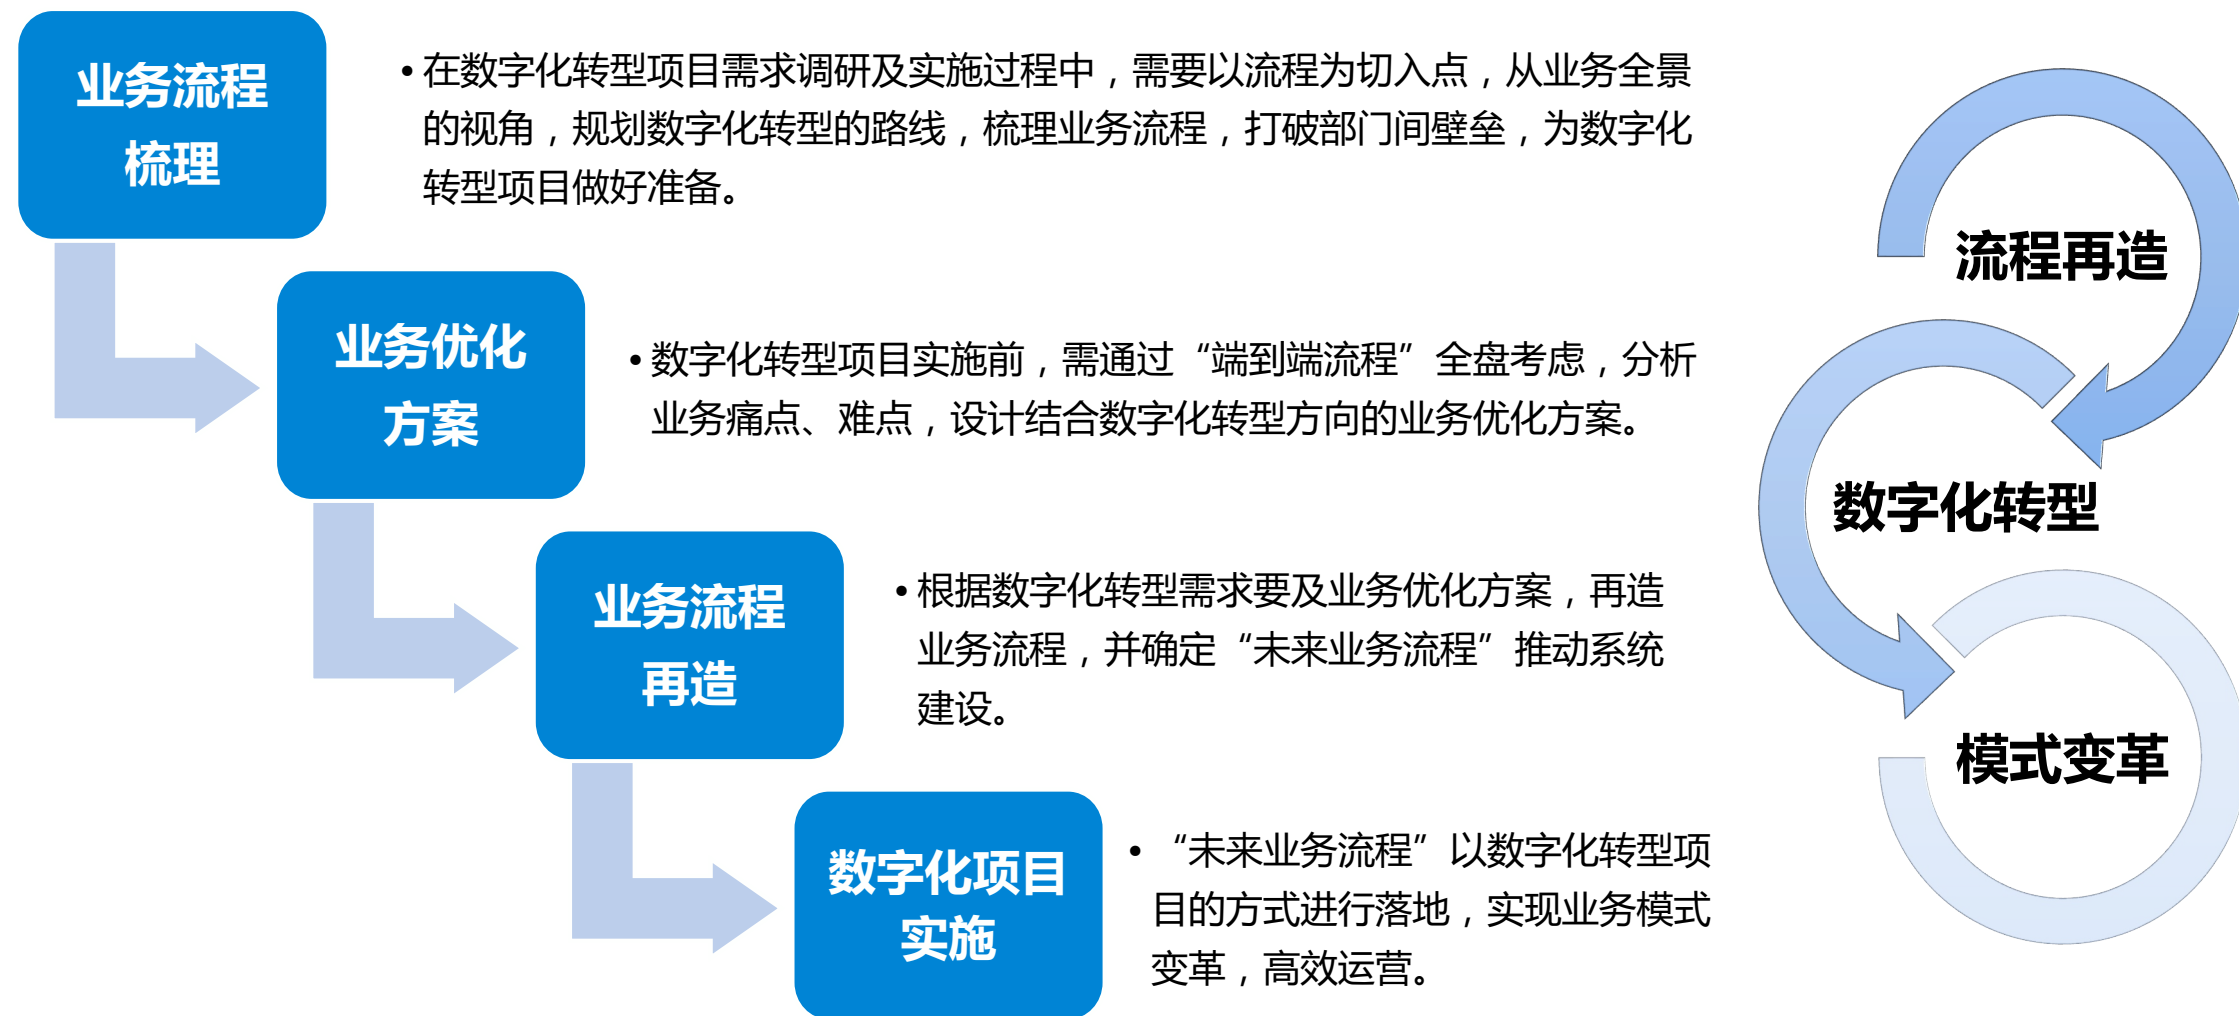 业务流程
梳理
• 在数字化转型项目需求调研及实施过程中，需要以流程为切入点，从业务全景
的视角，规划数字化转型的路线，梳理业务流程，打破部门间壁垒，为数字化
转型项目做好准备。
业务优化
方案
• 数字化转型项目实施前，需通过“端到端流程”全盘考虑，分析
业务痛点、难点，设计结合数字化转型方向的业务优化方案。
业务流程
再造
• 根据数字化转型需求要及业务优化方案，再造
业务流程，并确定“未来业务流程”推动系统
建设。
数字化项目
实施
• “未来业务流程”以数字化转型项
目的方式进行落地，实现业务模式
变革，高效运营。
流程再造
数字化转型
模式变革